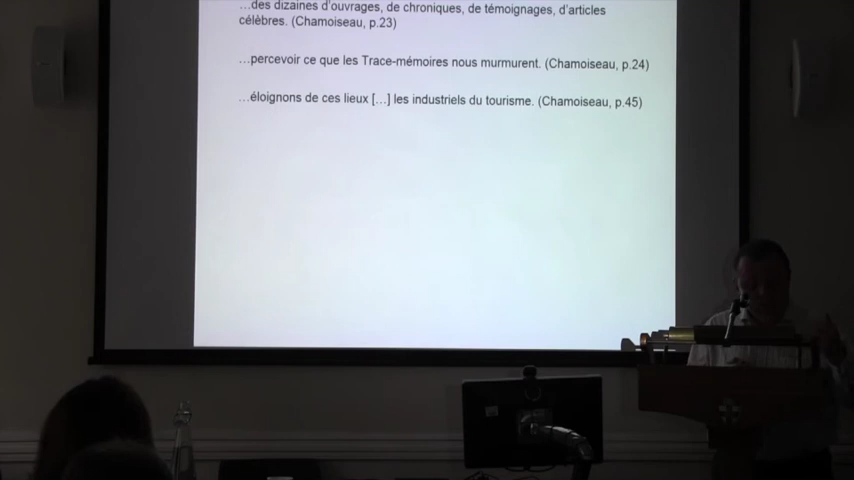 …des dizaines d'ouvrages, de chroniques, de témoignages, d'articles
célèbres. (Chamoiseau, p.23)
…percevoir ce que les Trace-mémoires nous murmurent. (Chamoiseau, p.24)
…éloignons de ces lieux […] les industriels du tourisme. (Chamoiseau, p.45)